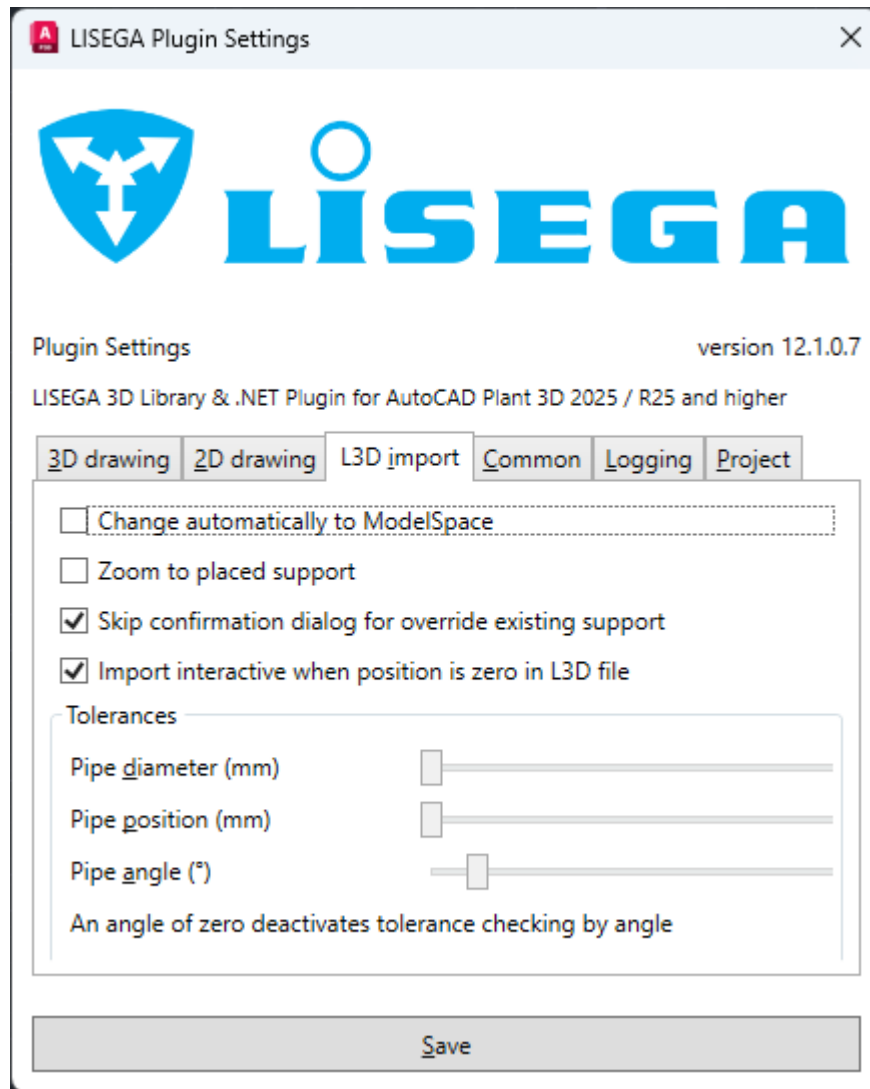 LISEGA Plugin Settings
LISEGA
Plugin Settings
version 12.1.0.7
LISEGA 3D Library & .NET Plugin for AutoCAD Plant 3D 2025 / R25 and higher
3D drawing 2D drawing L3D import Common Logging Project
Change automatically to ModelSpace
Zoom to placed support
Skip confirmation dialog for override existing support
Import interactive when position is zero in L3D file
Tolerances
Pipe diameter (mm)
Pipe position (mm)
Pipe angle (°)
An angle of zero deactivates tolerance checking by angle
Save